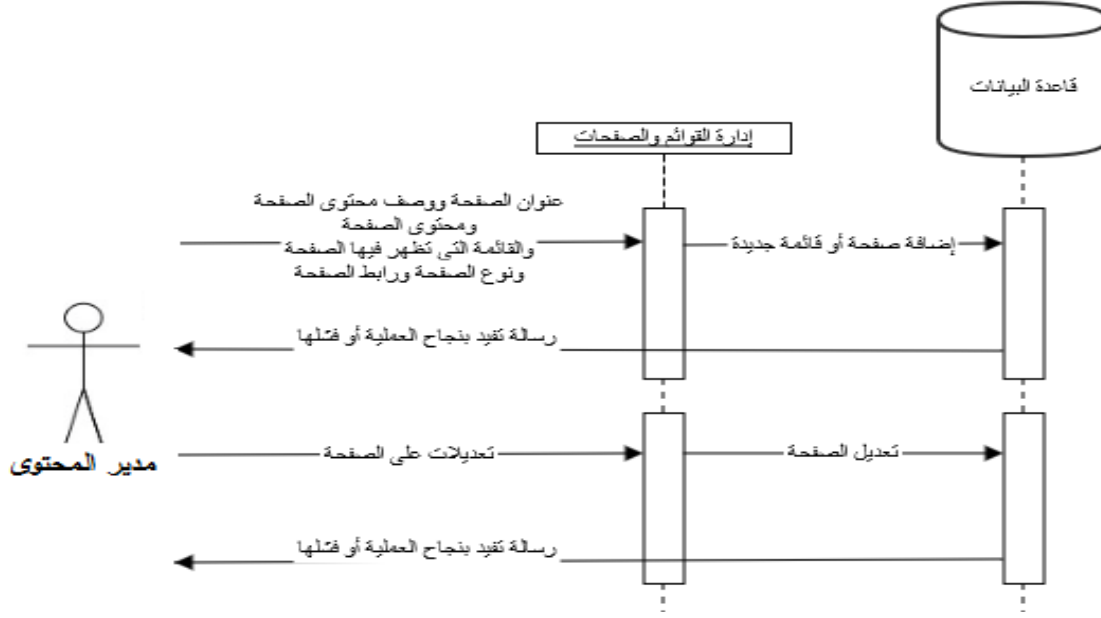 قاعدة البيانات
إدارة القوائم والصفحات
عنوان الصفحة ووصف محتوى الصفحة
ومحتوى الصفحة
والقائمة التى تظهر فيها الصفحة
ونوع الصفحة ورابط الصفحة
إضافة صفحة أو قائمة جديدة
رسالة تفيد بنجاح العملية أو فشلها
مدير المحتوى
تعديلات على الصفحة
تعديل الصفحة
رسالة تفيد بنجاح العملية أو فشلها